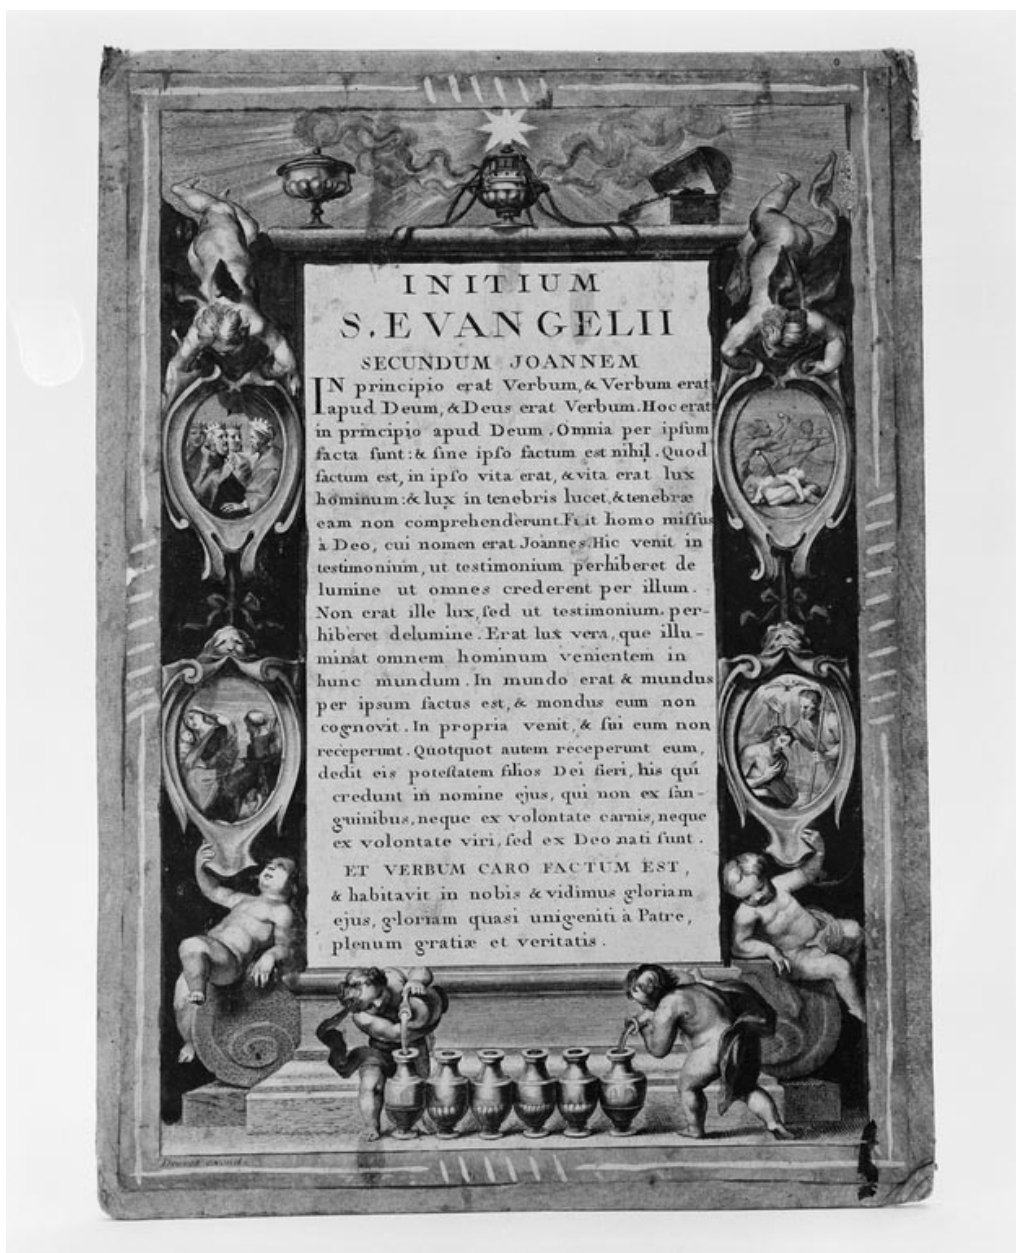 INITIUM
S. EVANGELII
SECUNDUM JOANNEM
IN principio erat Verbum, & Verbum erat
apud Deum, & Deus erat Verbum. Hoc erat
in principio apud Deum. Omnia per ipſum
facta ſunt: & ſine ipſo factum est nihil. Quod
factum est, in ipſo vita erat, & vita erat lux
hominum: & lux in tenebris lucet, & tenebræ
eam non comprehenderunt. Fuit homo miſſus
à Deo, cui nomen erat Joannes. Hic venit in
testimonium, ut testimonium perhiberet de
lumine ut omnes crederent per illum.
Non erat ille lux, ſed ut testimonium. per-
hiberet delumine. Erat lux vera, que illu-
minat omnem hominum venientem in
hunc mundum. In mundo erat & mundus
per ipsum factus est, & mondus eum non
cognovit. In propria venit, & ſui eum non
receperunt. Quotquot autem receperunt eum,
dedit eis poteſtatem filios Dei fieri, his qui
credunt in nomine ejus, qui non ex ſan-
guinibus, neque ex volontate carnis, neque
ex volontate viri, ſed ex Deo nati ſunt.
ET VERBUM CARO FACTUM EST,
& habitavit in nobis & vidimus gloriam
ejus, gloriam quasi unigeniti à Patre,
plenum gratiæ et veritatis.